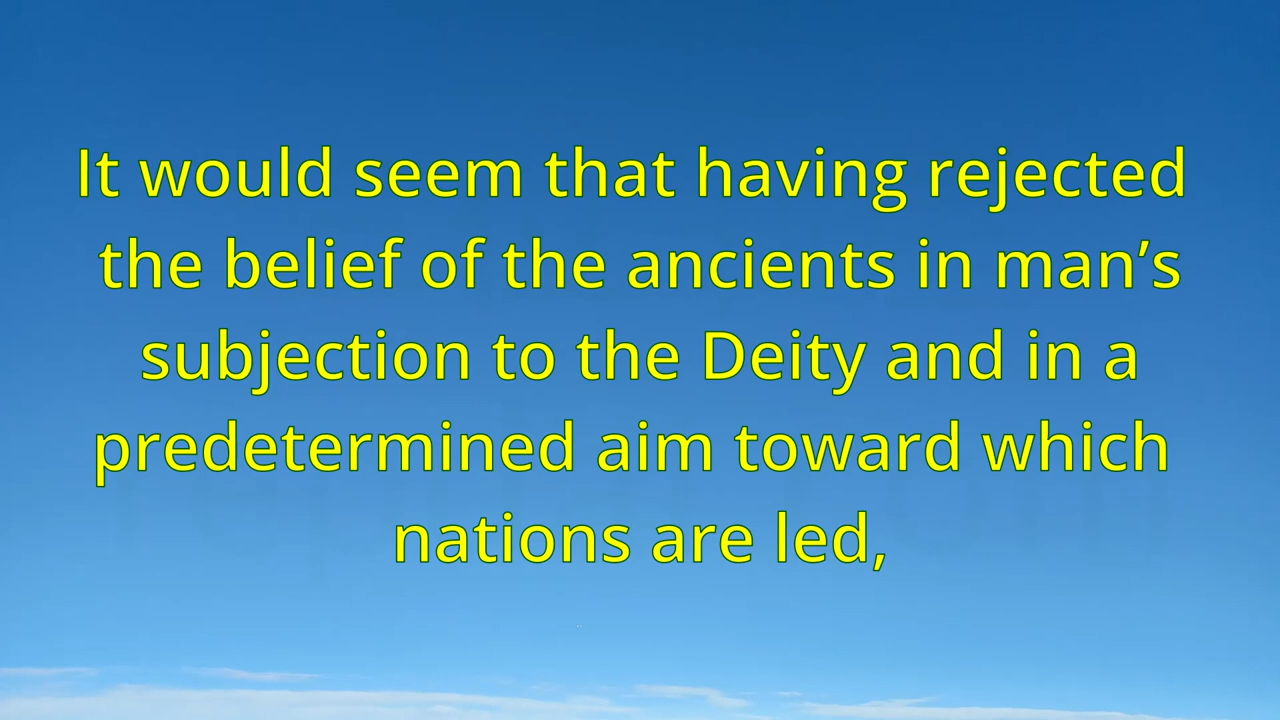 It would seem that having rejected
the belief of the ancients in man’s
subjection to the Deity and in a
predetermined aim toward which
nations are led,